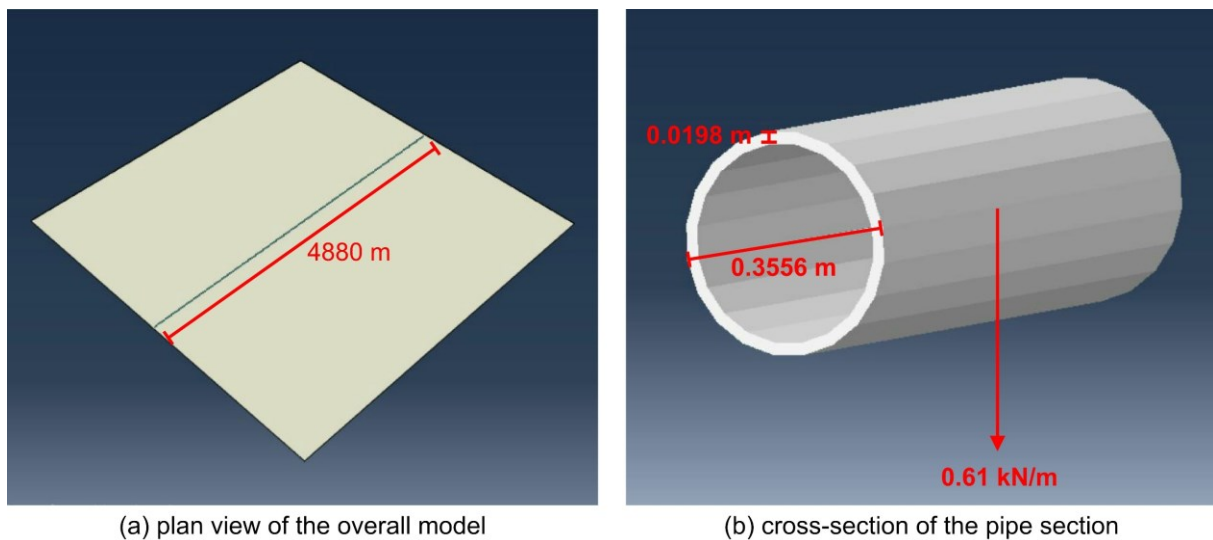 4880 m
(a) plan view of the overall model
0.0198 m
0.3556 m
0.61 kN/m
(b) cross-section of the pipe section